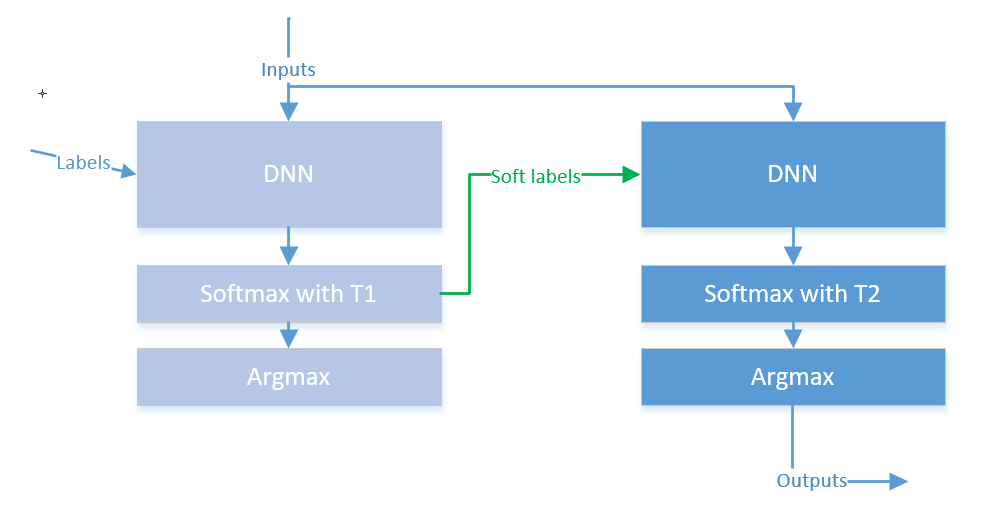 Inputs
Labels
DNN
Soft labels
DNN
Softmax with T1
Softmax with T2
Argmax
Argmax
Outputs